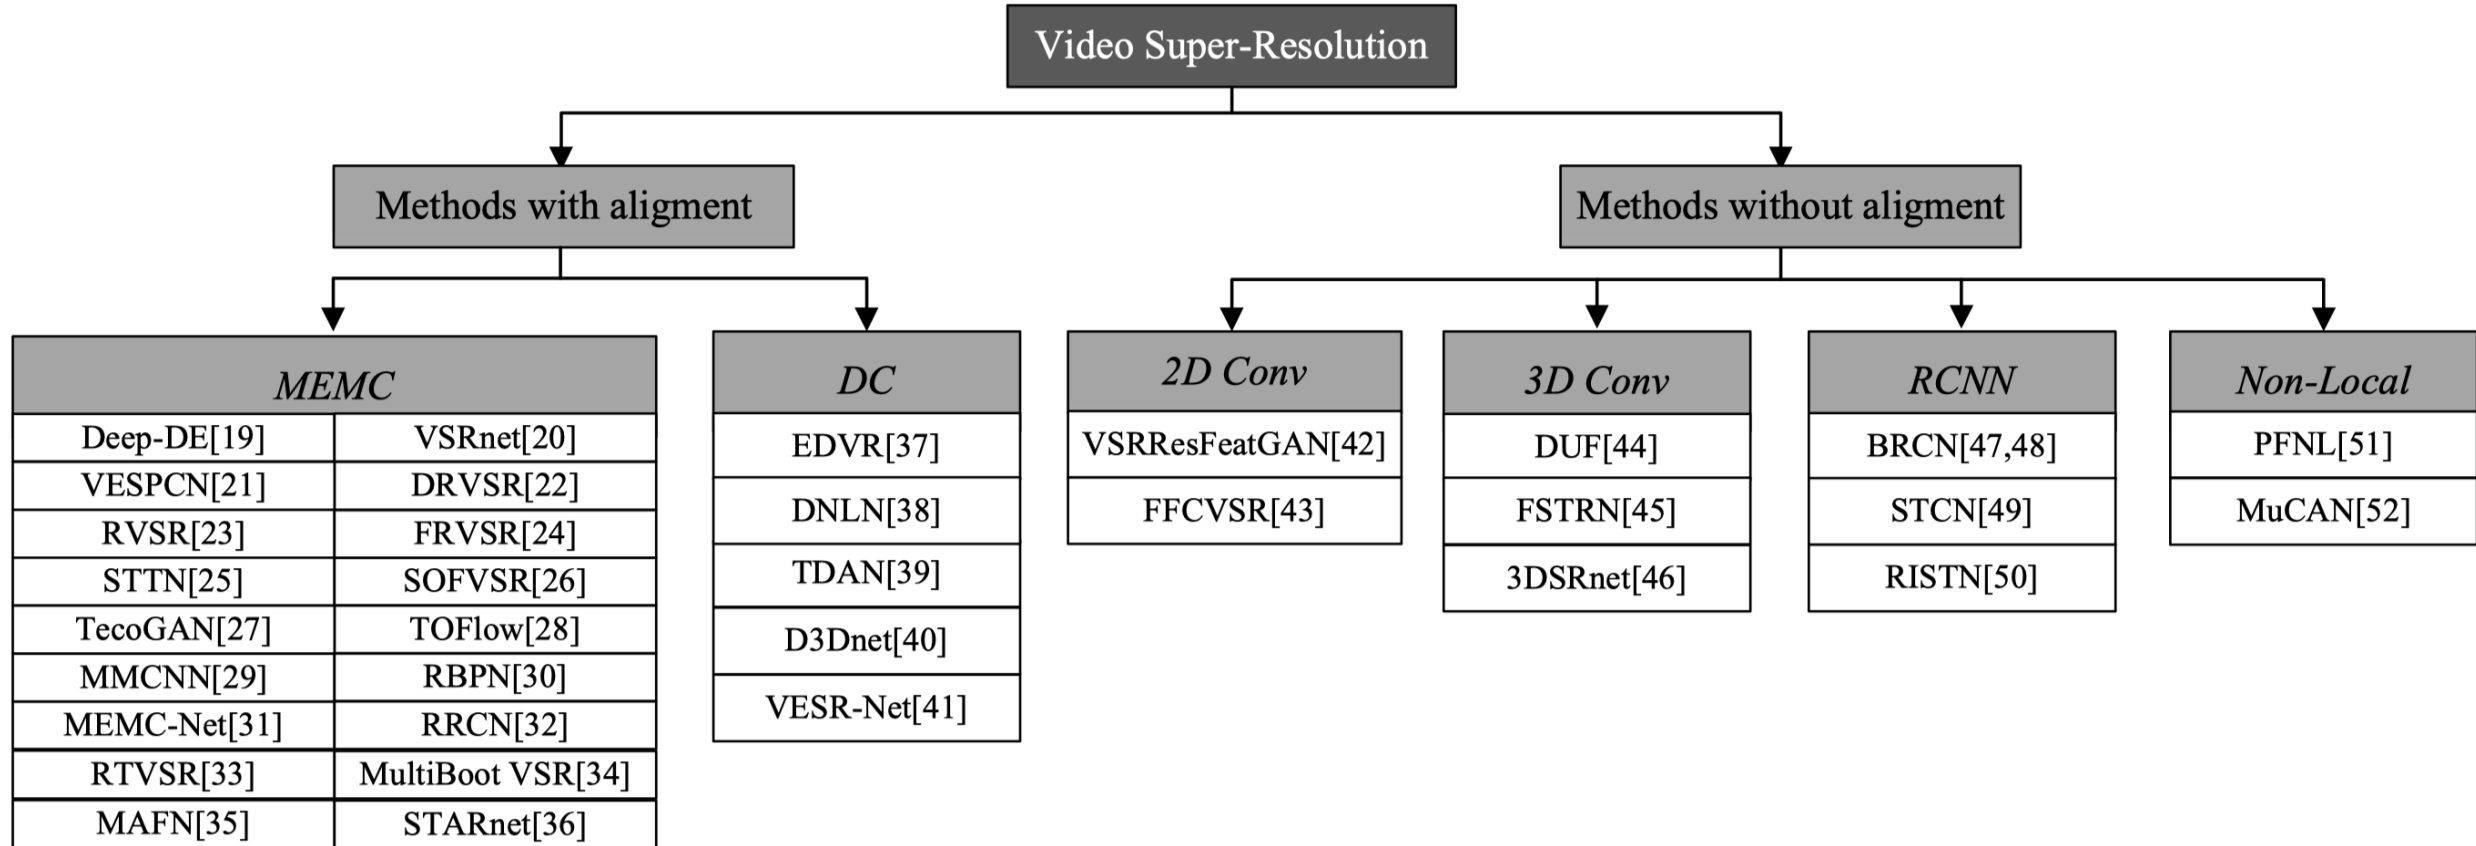 Video Super-Resolution
Methods with aligment
Methods without aligment
MEMC
Deep-DE[19]
VSRnet[20]
VESPCN[21]
DRVSR[22]
RVSR[23]
FRVSR[24]
STTN[25]
SOFVSR[26]
TecoGAN[27]
TOFlow[28]
MMCNN[29]
RBPN[30]
MEMC-Net[31]
RRCN[32]
RTVSR[33]
MultiBoot VSR[34]
MAFN[35]
STARnet[36]
DC
EDVR[37]
DNLN[38]
TDAN[39]
D3Dnet[40]
VESR-Net[41]
2D Conv
VSRResFeatGAN[42]
FFCVSR[43]
3D Conv
DUF[44]
FSTRN[45]
3DSRnet[46]
RCNN
BRCN[47,48]
STCN[49]
RISTN[50]
Non-Local
PFNL[51]
MuCAN[52]